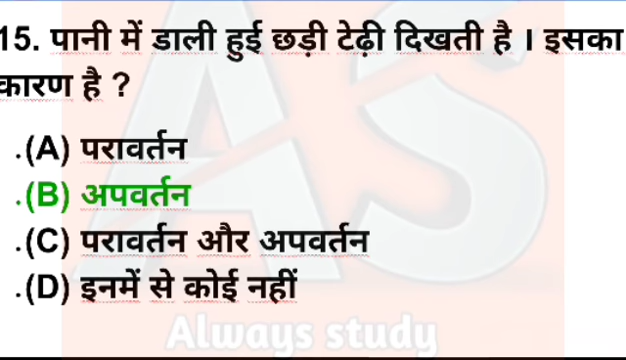 15. पानी में डाली हुई छड़ी टेढ़ी दिखती है । इसका
कारण है ?
.(A) परावर्तन
.(B) अपवर्तन
.(C) परावर्तन और अपवर्तन
.(D) इनमें से कोई नहीं
AS
Always study